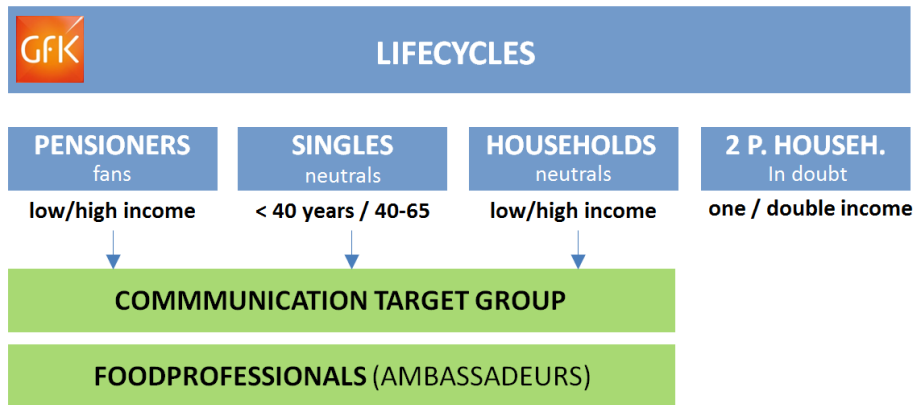 GfK
LIFECYCLES
PENSIONERS
fans
low/high income
SINGLES
neutrals
< 40 years / 40-65
HOUSEHOLDS
neutrals
low/high income
2 P. HOUSEH.
In doubt
one / double income
COMMMUNICATION TARGET GROUP
FOODPROFESSIONALS (AMBASSADEURS)